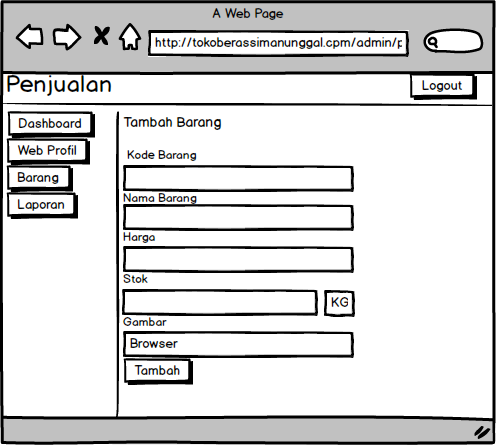 A Web Page
http://tokoberassimanunggal.cpm/admin/p
Penjualan
Logout
Dashboard
Web Profil
Barang
Laporan
Tambah Barang
Kode Barang
Nama Barang
Harga
Stok
KG
Gambar
Browser
Tambah